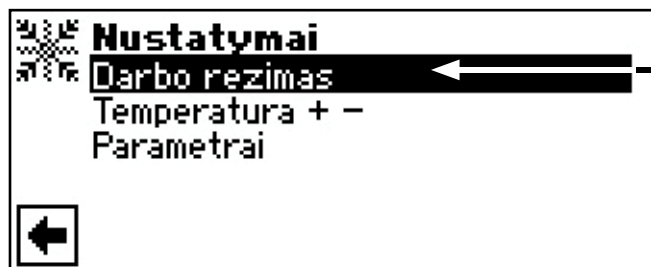 Nustatymai
Darbo rezimas
Temperatura + −
Parametrai